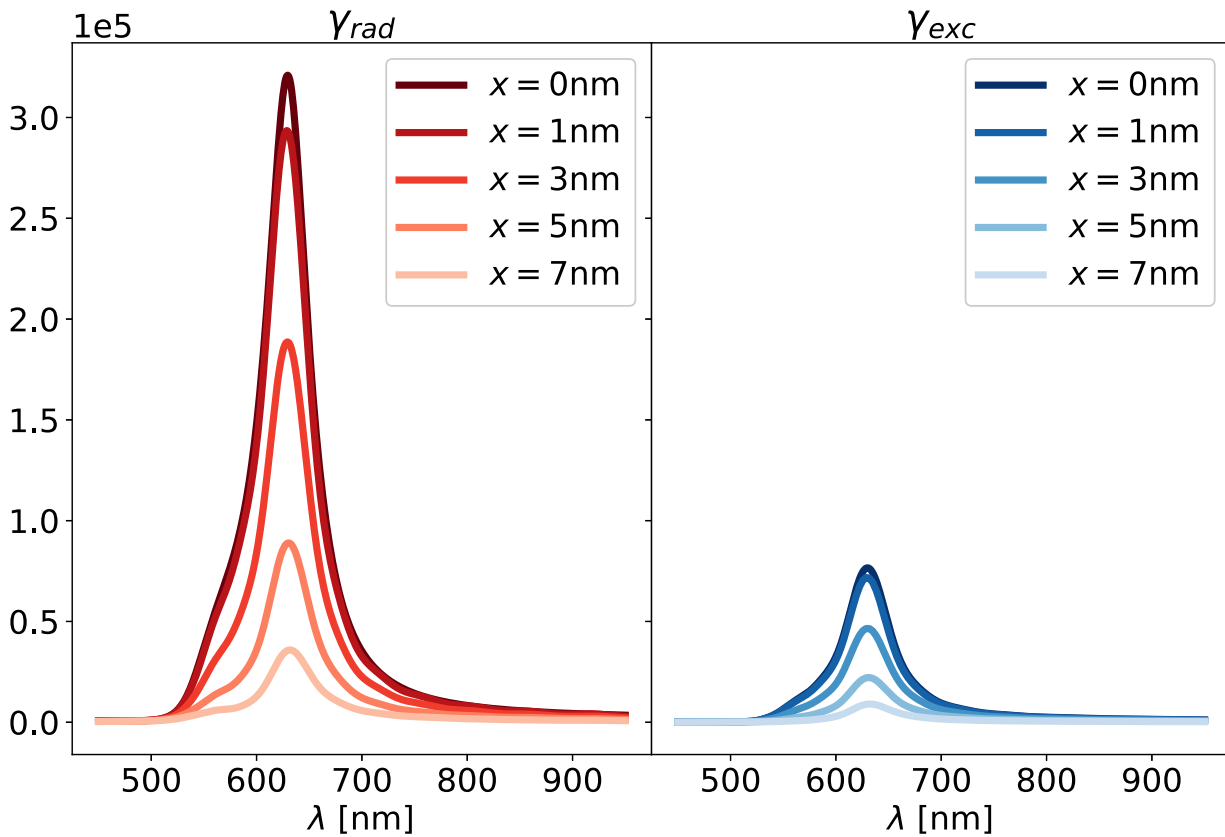 1e5
γrad
γexc
3.0
2.5
2.0
1.5
1.0
0.5
0.0
x = 0nm
x = 1nm
x = 3nm
x = 5nm
x = 7nm
x = 0nm
x = 1nm
x = 3nm
x = 5nm
x = 7nm
500 600 700 800 900
500 600 700 800 900
λ [nm]
λ [nm]